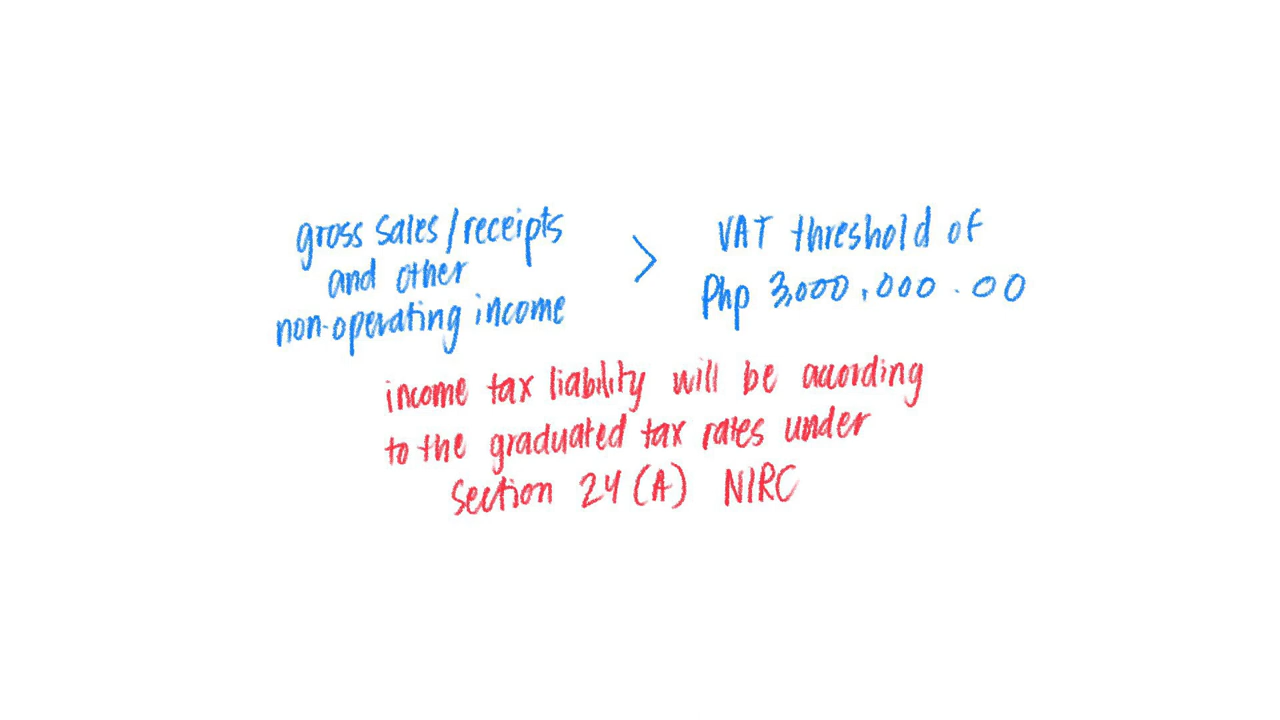 gross sales/receipts
and other
non-operating income
>
VAT threshold of
Php 3,000,000.00
income tax liability will be according
to the graduated tax rates under
Section 24(A) NIRC